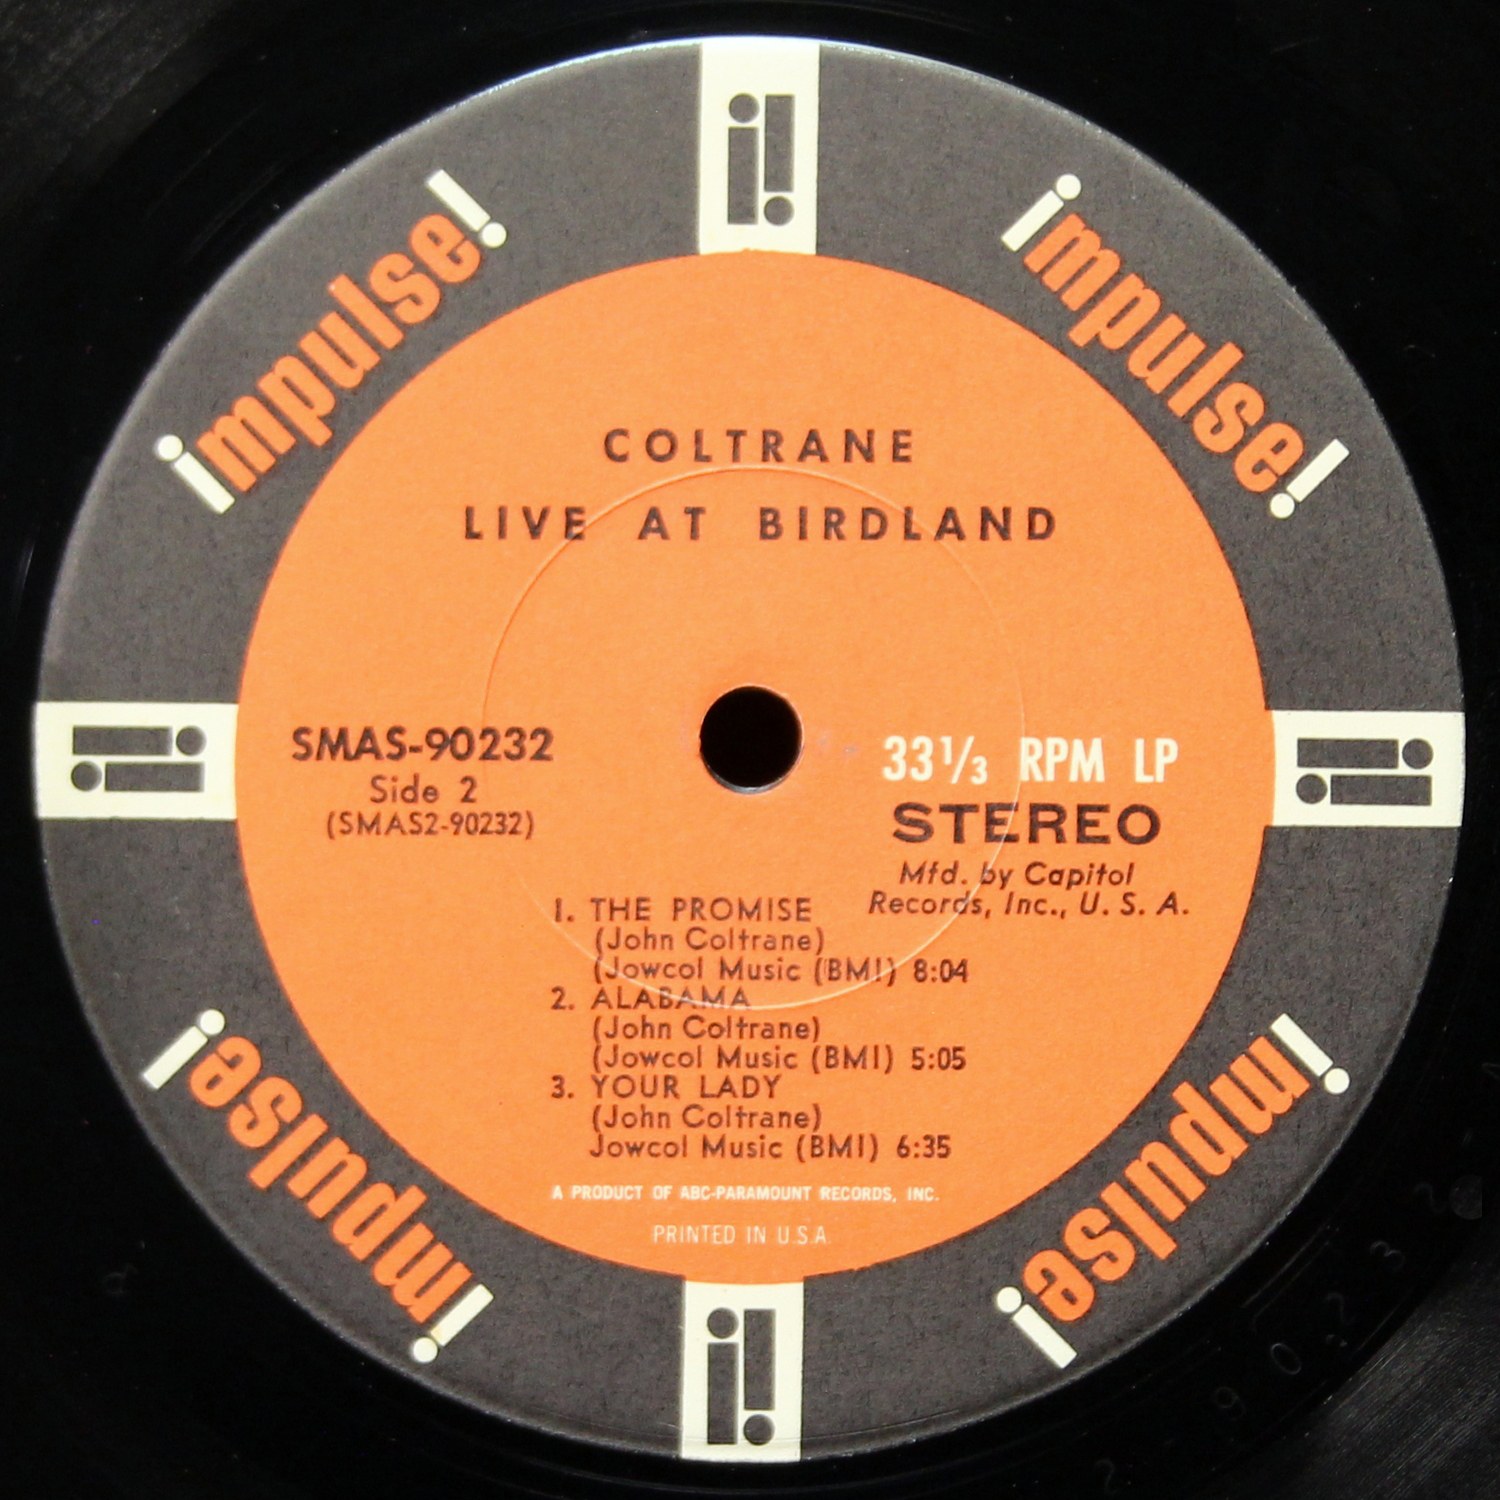 impulse!
impulse!
COLTRANE
LIVE AT BIRDLAND
SMAS-90232
Side 2
(SMAS2-90232)
33⅓ RPM LP
STEREO
Mfd. by Capitol
Records, Inc., U. S. A.
1. THE PROMISE
(John Coltrane)
(Jowcol Music (BMI) 8:04
2. ALABAMA
(John Coltrane)
(Jowcol Music (BMI) 5:05
3. YOUR LADY
(John Coltrane)
Jowcol Music (BMI) 6:35
A PRODUCT OF ABC-PARAMOUNT RECORDS, INC.
PRINTED IN U.S.A.
impulse!
impulse!